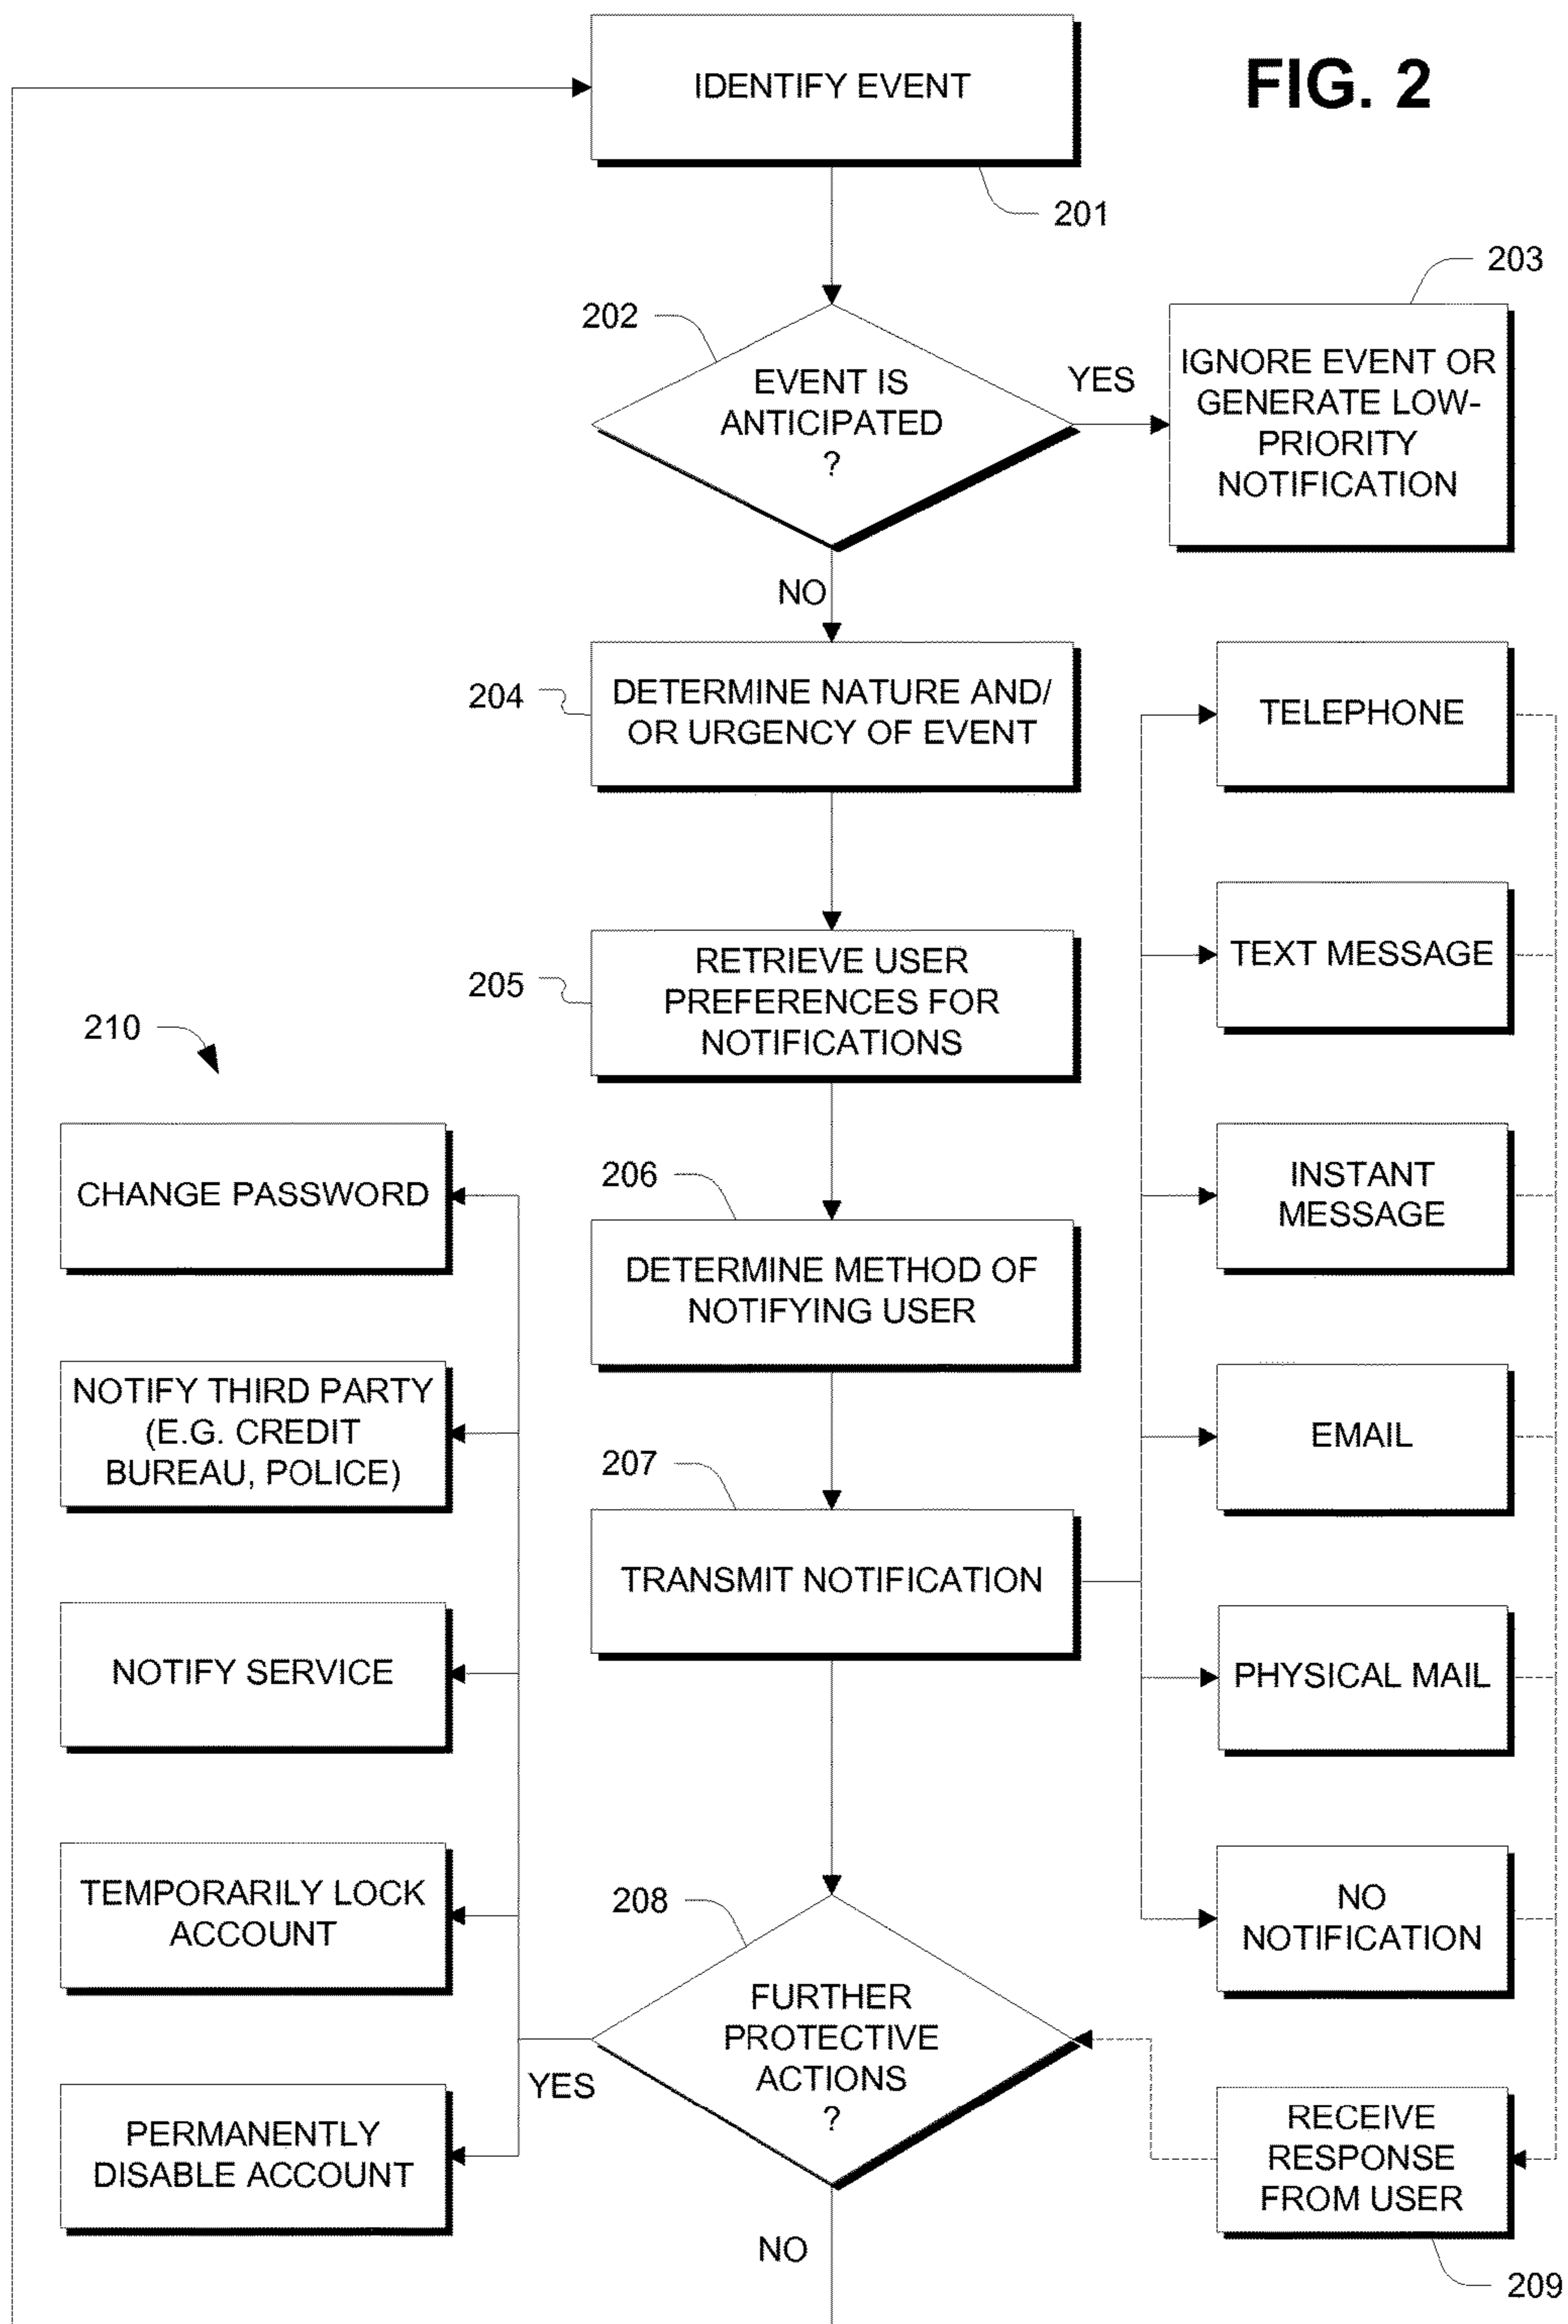 FIG. 2
IDENTIFY EVENT
201
202
EVENT IS
ANTICIPATED
?
YES
203
IGNORE EVENT OR
GENERATE LOW-
PRIORITY
NOTIFICATION
NO
204
DETERMINE NATURE AND/
OR URGENCY OF EVENT
205
RETRIEVE USER
PREFERENCES FOR
NOTIFICATIONS
206
DETERMINE METHOD OF
NOTIFYING USER
207
TRANSMIT NOTIFICATION
TELEPHONE
TEXT MESSAGE
INSTANT
MESSAGE
EMAIL
PHYSICAL MAIL
NO
NOTIFICATION
RECEIVE
RESPONSE
FROM USER
209
208
FURTHER
PROTECTIVE
ACTIONS
?
YES
NO
210
CHANGE PASSWORD
NOTIFY THIRD PARTY
(E.G. CREDIT
BUREAU, POLICE)
NOTIFY SERVICE
TEMPORARILY LOCK
ACCOUNT
PERMANENTLY
DISABLE ACCOUNT